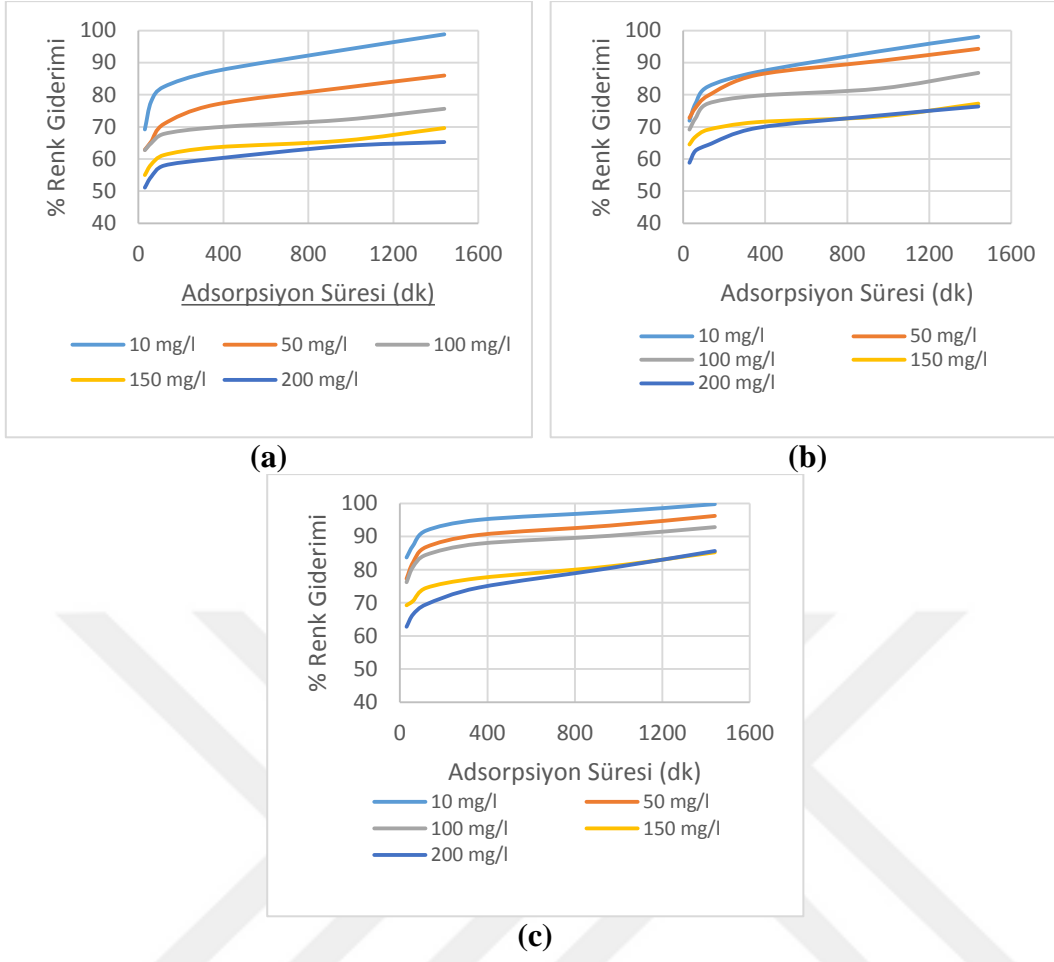 100
90
80
70
60
50
40
% Renk Giderimi
0 400 800 1200 1600
Adsorpsiyon Süresi (dk)
10 mg/l 50 mg/l 100 mg/l
150 mg/l 200 mg/l
(a)
100
90
80
70
60
50
40
% Renk Giderimi
0 400 800 1200 1600
Adsorpsiyon Süresi (dk)
10 mg/l 50 mg/l
100 mg/l 150 mg/l
200 mg/l
(b)
100
90
80
70
60
50
40
% Renk Giderimi
0 400 800 1200 1600
Adsorpsiyon Süresi (dk)
10 mg/l 50 mg/l
100 mg/l 150 mg/l
200 mg/l
(c)